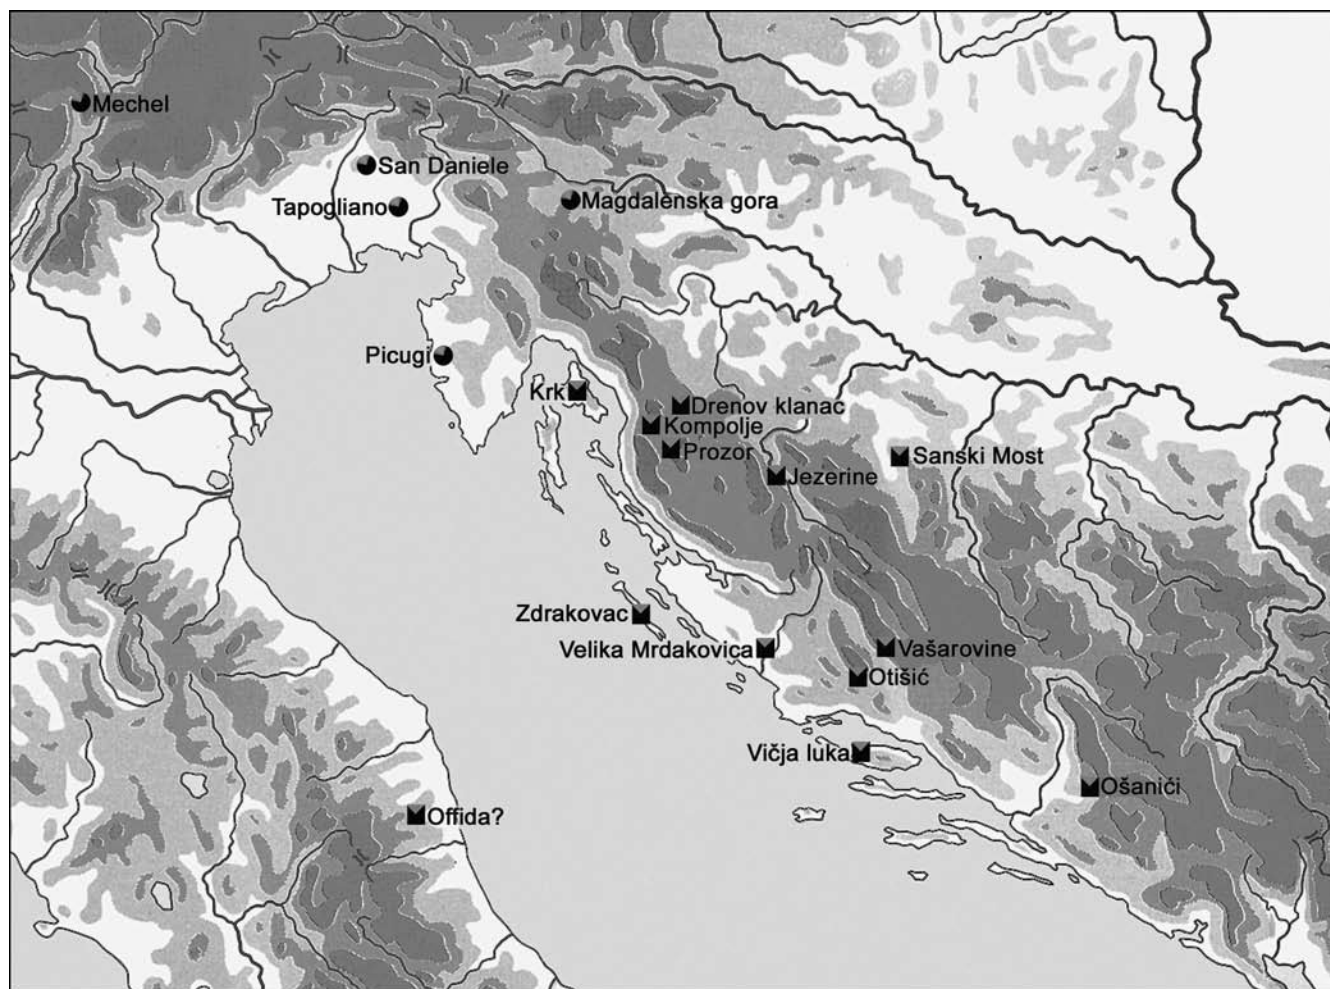 Mechel
San Daniele
Tapogliano
Magdalenska gora
Picugi
Krk
Drenov klanac
Kompolje
Prozor
Sanski Most
Jezerine
Zdrakovac
Velika Mrdakovica
Vašarovine
Otišić
Vičja luka
Ošanići
Offida?